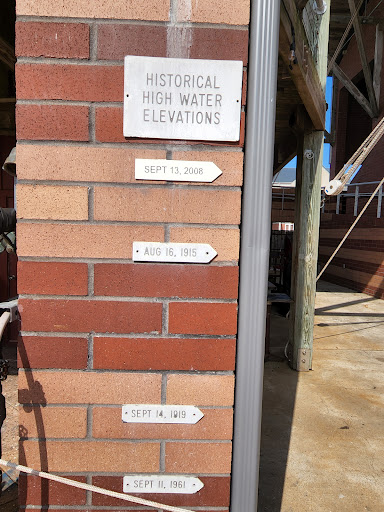 HISTORICAL
HIGH WATER
ELEVATIONS
SEPT 13, 2008
AUG 16, 1915
SEPT 14, 1919
SEPT 11, 1961